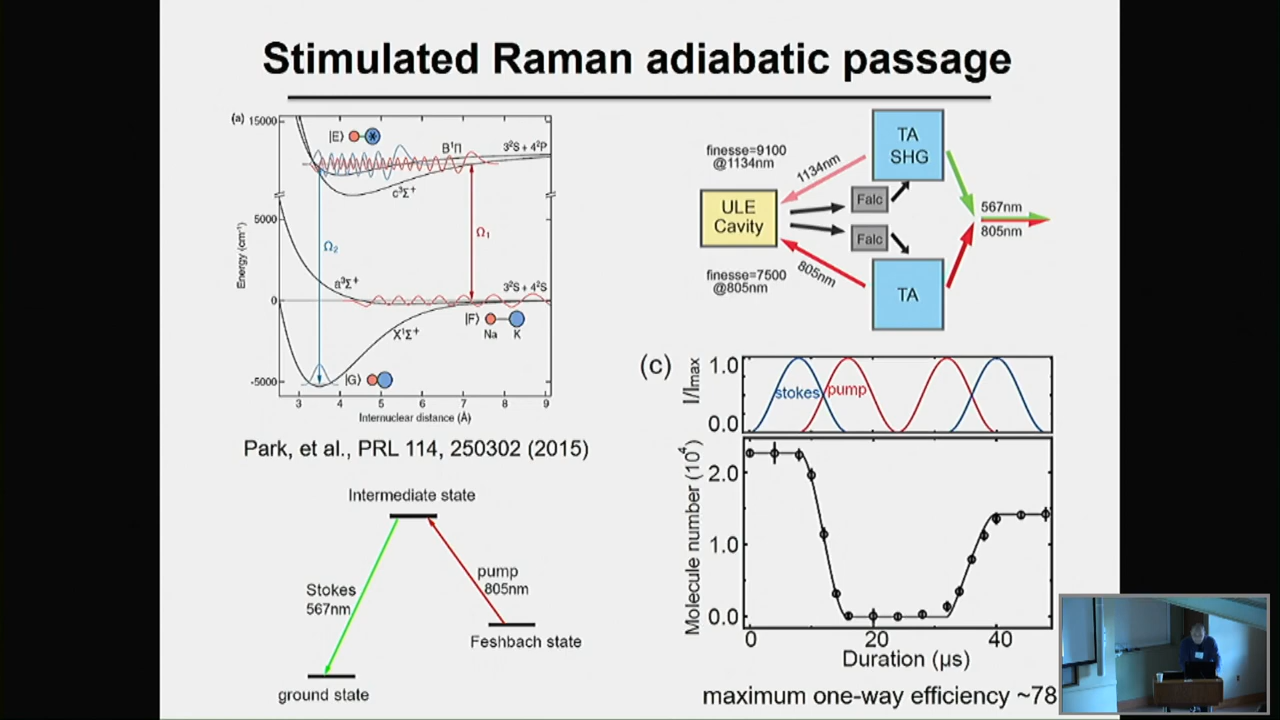 Stimulated Raman adiabatic passage
(a)
15000
5000
0
-5000
Energy (cm⁻¹)
3 4 5 6 7 8 9
Internuclear distance (Å)
|E⟩
B¹Π
3²S + 4²P
c³Σ⁺
Ω₂
Ω₁
a³Σ⁺
3²S + 4²S
|F⟩
Na K
X¹Σ⁺
|G⟩
Park, et al., PRL 114, 250302 (2015)
Intermediate state
Stokes
567nm
pump
805nm
Feshbach state
ground state
finesse=9100
@1134nm
1134nm
TA
SHG
ULE
Cavity
Falc
Falc
567nm
805nm
finesse=7500
@805nm
805nm
TA
(c)
I/Imax
1.0
0.0
stokes
pump
Molecule number (10⁴)
2.0
1.0
0.0
0 20 40
Duration (μs)
maximum one-way efficiency ~78